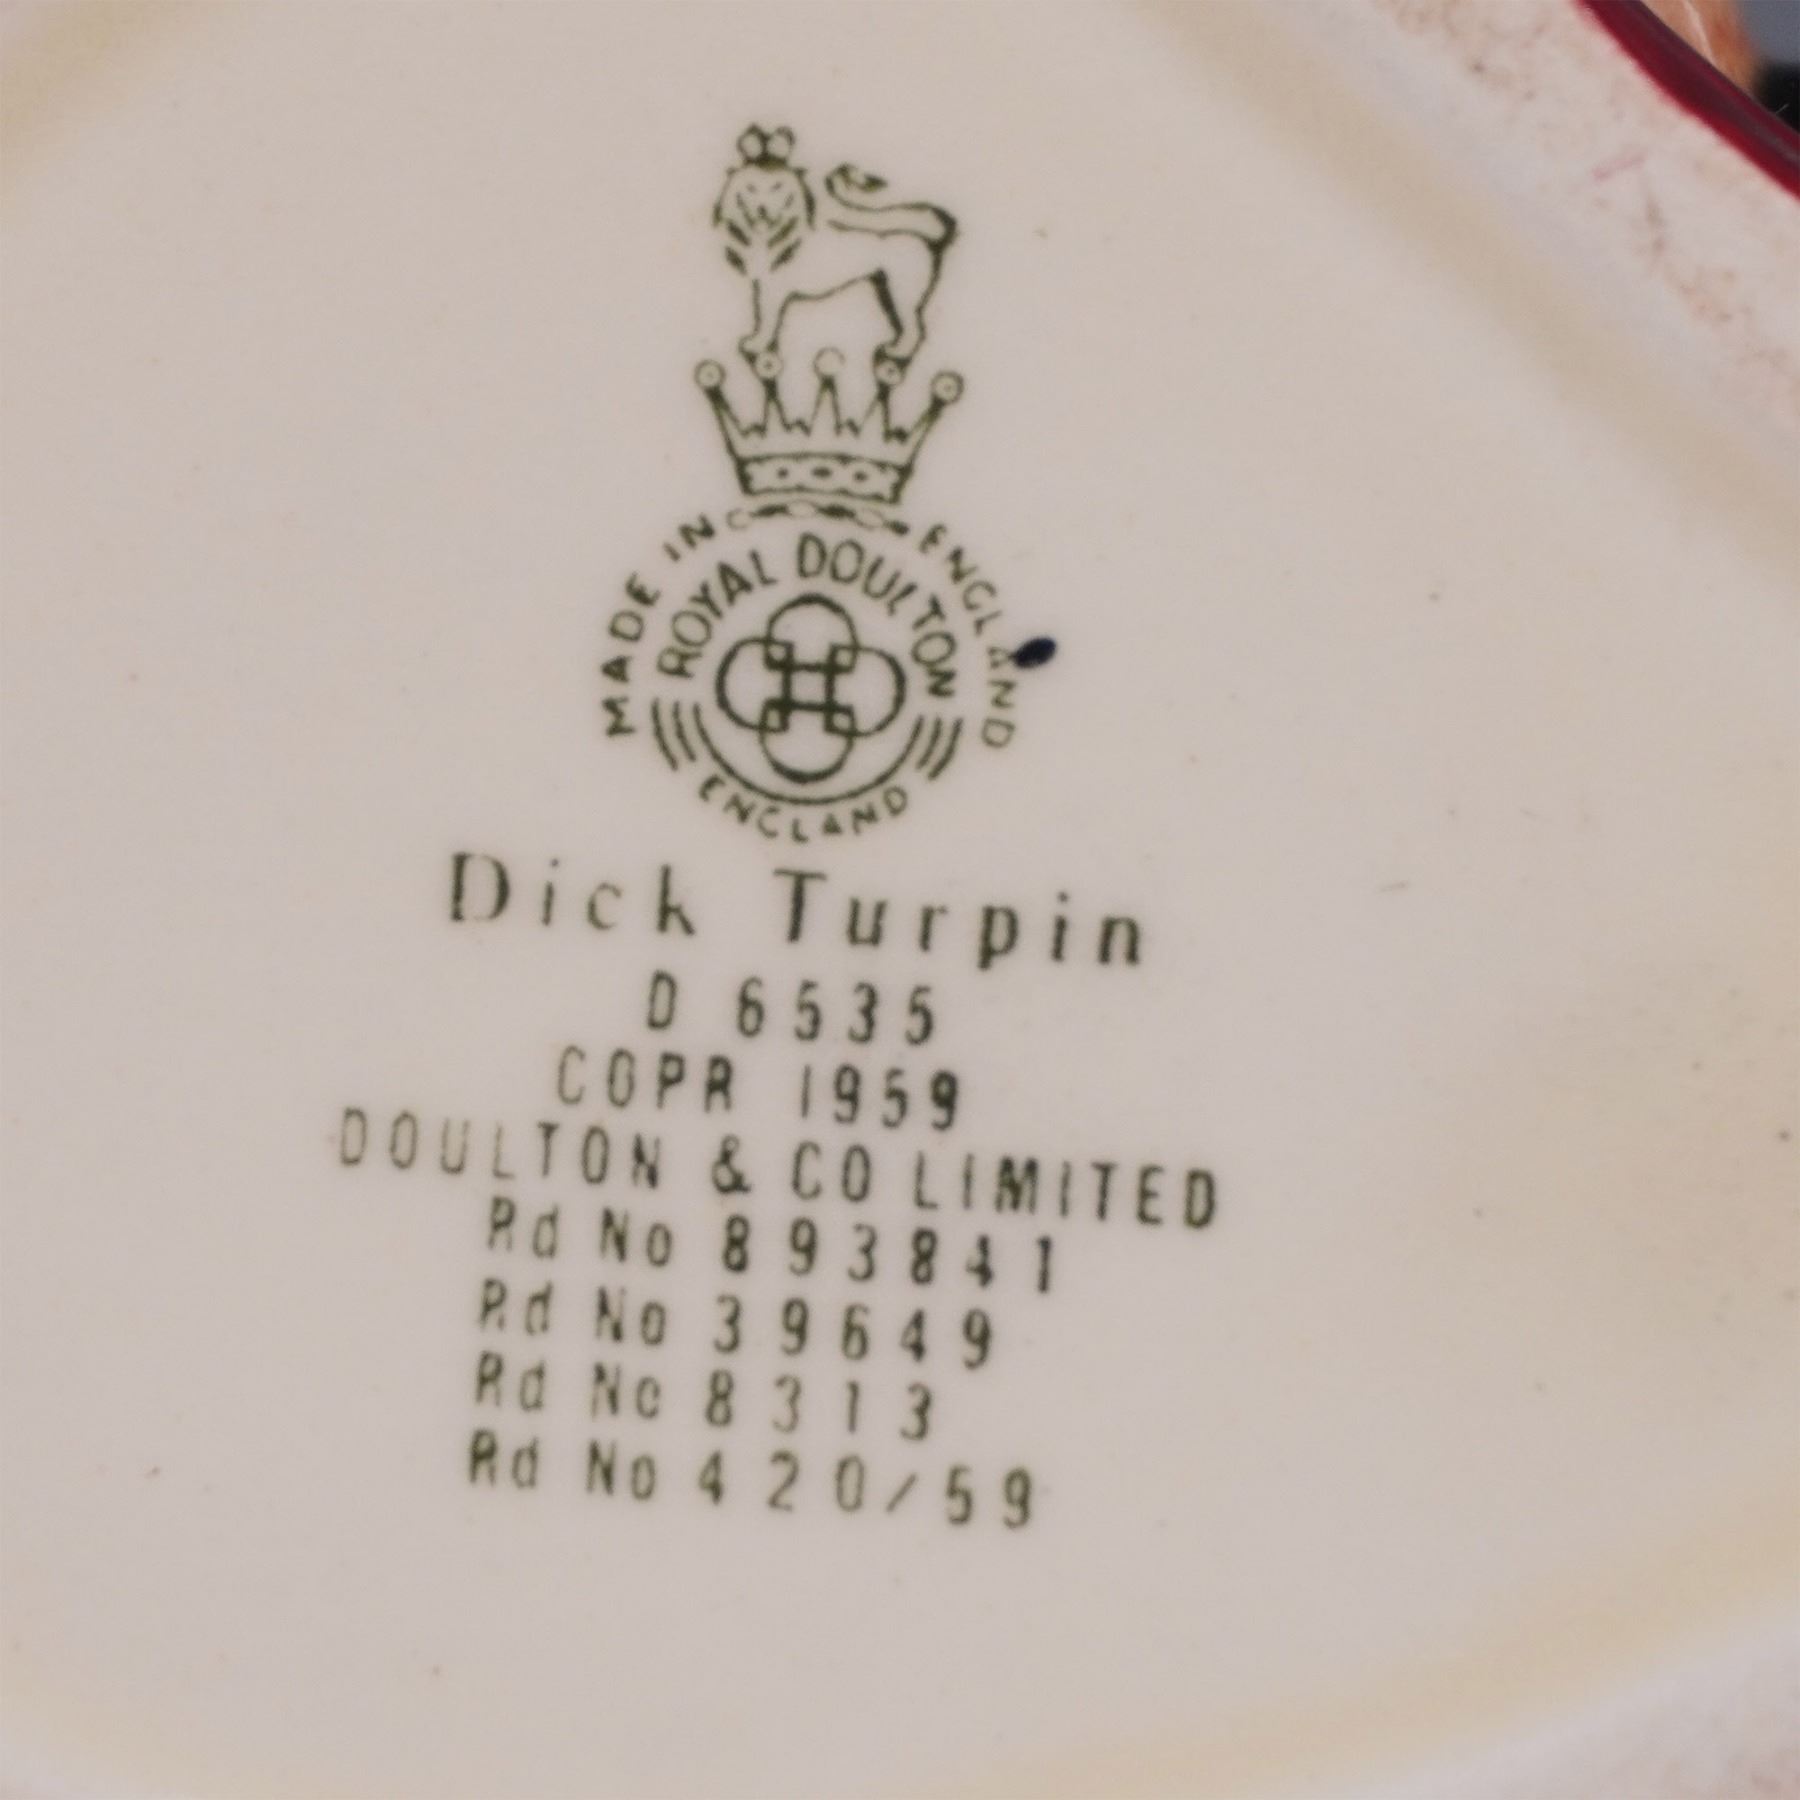 MADE IN ENGLAND
ROYAL DOULTON
ENGLAND
Dick Turpin
D 6535
COPR 1959
DOULTON & CO LIMITED
Rd No 893841
Rd No 39649
Rd No 8313
Rd No 420/59